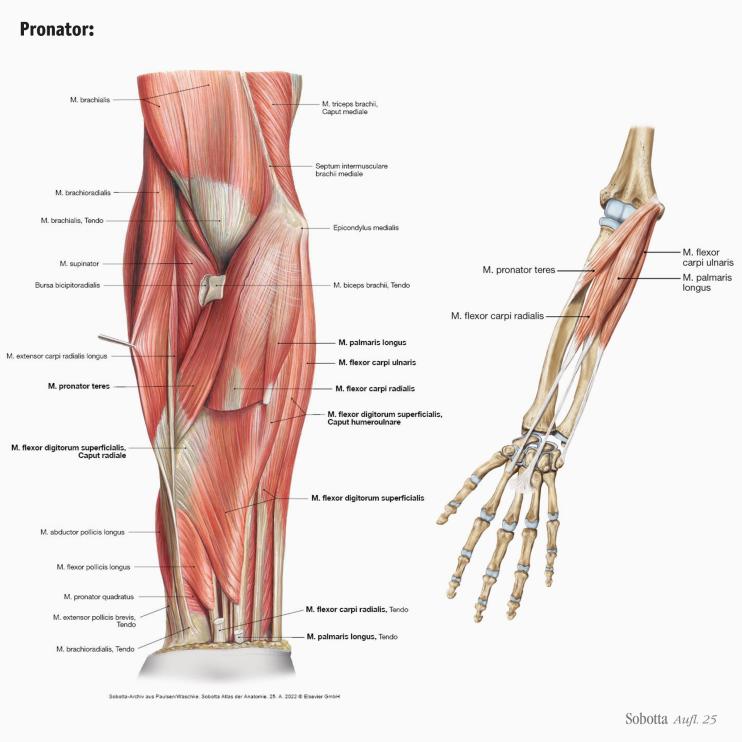 Pronator:
M. brachialis
M. triceps brachii,
Caput mediale
Septum intermusculare
brachii mediale
M. brachioradialis
M. brachialis, Tendo
Epicondylus medialis
M. supinator
Bursa bicipitoradialis
M. biceps brachii, Tendo
M. palmaris longus
M. extensor carpi radialis longus
M. flexor carpi ulnaris
M. pronator teres
M. flexor carpi radialis
M. flexor digitorum superficialis,
Caput humeroulnare
M. flexor digitorum superficialis,
Caput radiale
M. flexor digitorum superficialis
M. abductor pollicis longus
M. flexor pollicis longus
M. pronator quadratus
M. flexor carpi radialis, Tendo
M. extensor pollicis brevis,
Tendo
M. palmaris longus, Tendo
M. brachioradialis, Tendo
M. flexor
carpi ulnaris
M. pronator teres
M. palmaris
longus
M. flexor carpi radialis
Sobotta-Archiv aus Paulsen/Waschke. Sobotta Atlas der Anatomie. 25. A. 2022 © Elsevier GmbH
Sobotta Aufl. 25